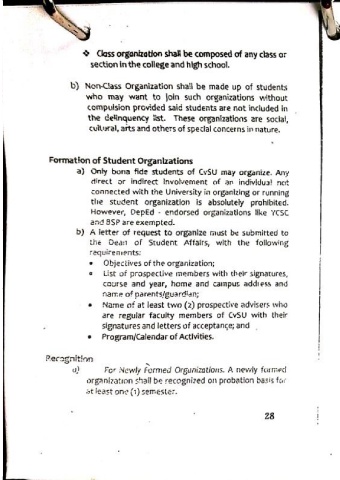 ❖ Class organization shall be composed of any class or
section in the college and high school.
b) Non-Class Organization shall be made up of students
who may want to join such organizations without
compulsion provided said students are not included in
the delinquency list. These organizations are social,
cultural, arts and others of special concerns in nature.
Formation of Student Organizations
a) Only bona fide students of CvSU may organize. Any
direct or indirect involvement of an individual not
connected with the University in organizing or running
the student organization is absolutely prohibited.
However, DepEd - endorsed organizations like YCSC
and BSP are exempted.
b) A letter of request to organize must be submitted to
the Dean of Student Affairs, with the following
requirements:
• Objectives of the organization;
• List of prospective members with their signatures,
course and year, home and campus address and
name of parents/guardian;
• Name of at least two (2) prospective advisers who
are regular faculty members of CvSU with their
signatures and letters of acceptance; and
• Program/Calendar of Activities.
Recognition
a) For Newly Formed Organizations. A newly formed
organization shall be recognized on probation basis for
at least one (1) semester.
28